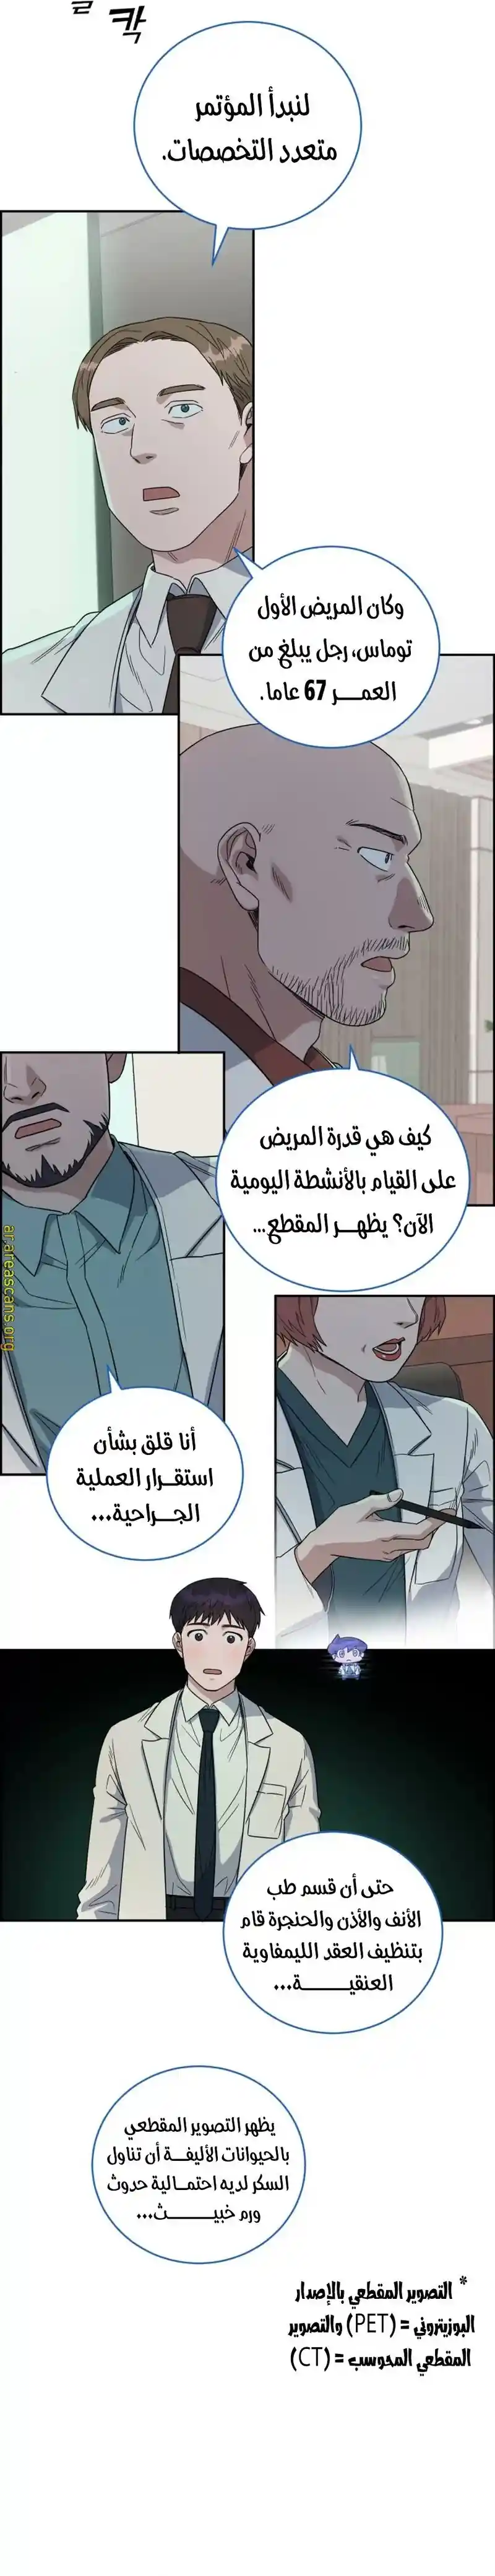 칵
لنبدأ المؤتمر
متعدد التخصصات.
وكان المريض الأول
توماس، رجل يبلغ من
العمـر 67 عاما.
كيف هي قدرة المريض
على القيام بالأنشطة اليومية
الآن؟ يظهـر المقطع...
ar.areascans.org
أنا قلق بشأن
استقـرار العملية
الجـراحية...
حتى أن قسم طب
الأنف والأذن والحنجرة قام
بتنظيف العقد الليمفاوية
العنقيـــة...
يظهر التصوير المقطعي
بالحيوانات الأليفـة أن تناول
السكر لديه احتمـالية حدوث
ورم خبيـــث...
* التصوير المقطعي بالإصدار
البوزيتروني = (PET) والتصوير
المقطعي المحوسب = (CT)